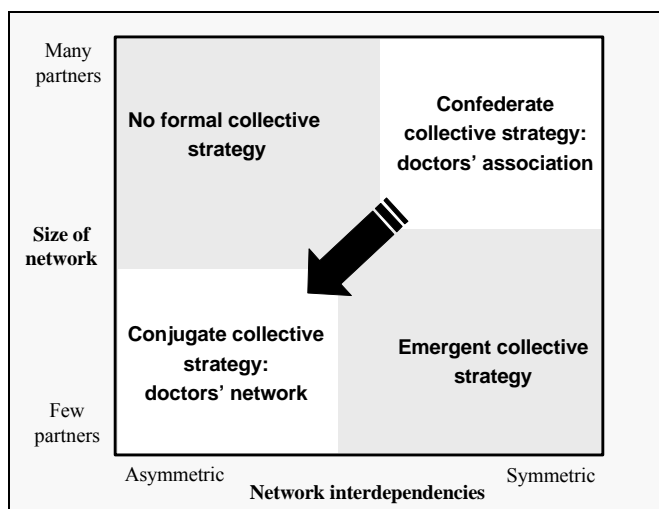 Many
partners
No formal collective
strategy
Confederate
collective strategy:
doctors’ association
Size of
network
Conjugate collective
strategy:
doctors’ network
Emergent collective
strategy
Few
partners
Asymmetric
Symmetric
Network interdependencies